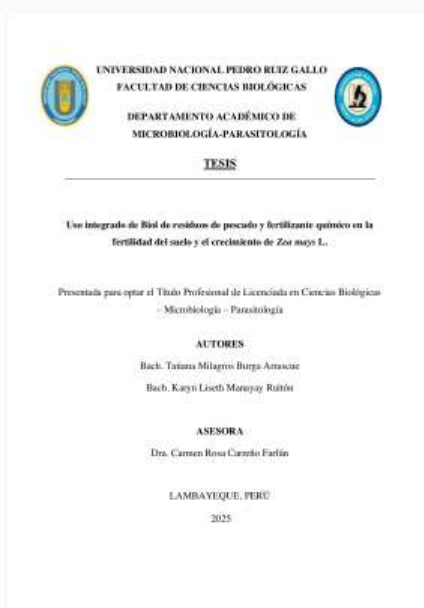 UNIVERSIDAD NACIONAL PEDRO RUIZ GALLO
FACULTAD DE CIENCIAS BIOLÓGICAS
DEPARTAMENTO ACADÉMICO DE
MICROBIOLOGÍA-PARASITOLOGÍA
TESIS
Uso integrado de Biol de residuos de pescado y fertilizante químico en la
fertilidad del suelo y el crecimiento de Zea mays L.
Presentada para optar el Título Profesional de Licenciada en Ciencias Biológicas
– Microbiología – Parasitología
AUTORES
Bach. Tatiana Milagros Burga
Bach. Karyn Liseth Ruitón
ASESORA
Dra. Carmen Rosa Carreño Farfán
LAMBAYEQUE, PERÚ
2025